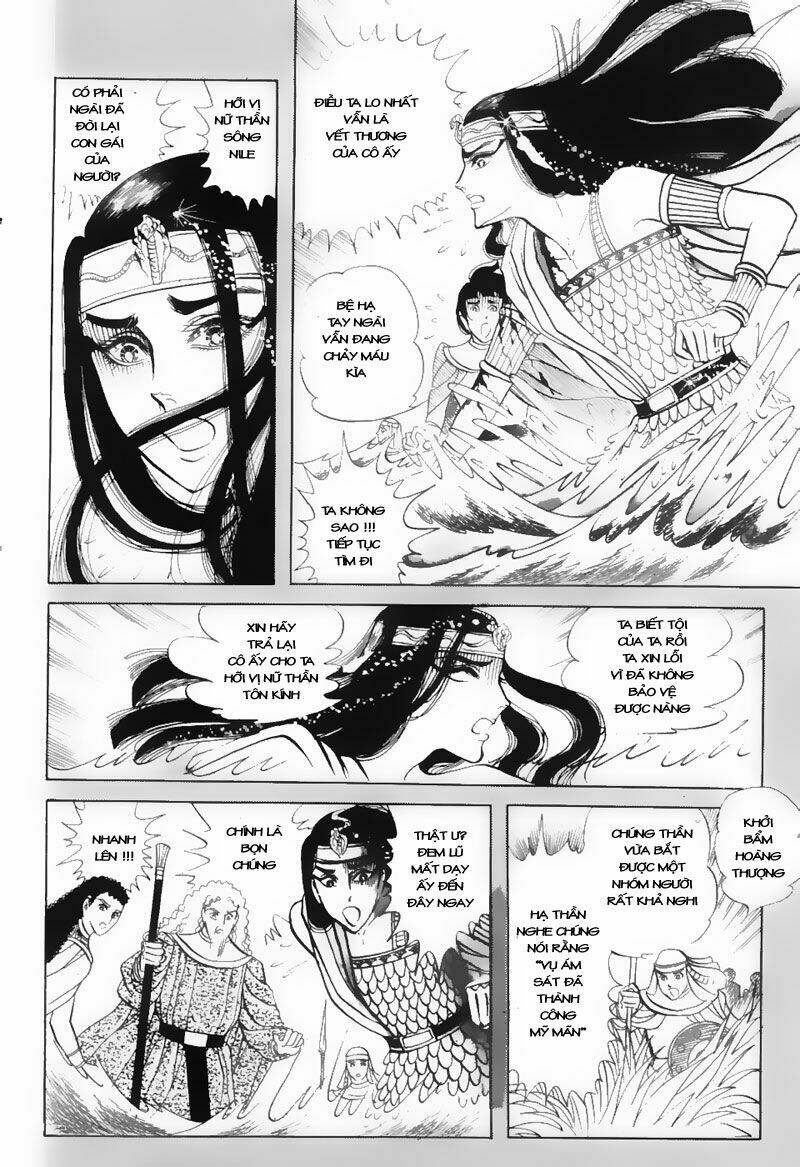 ĐIỀU TA LO NHẤT
VẪN LÀ
VẾT THƯƠNG
CỦA CÔ ẤY
BỆ HẠ
TAY NGÀI
VẪN ĐANG
CHẢY MÁU
KÌA
TA KHÔNG
SAO !!!
TIẾP TỤC
TÌM ĐI
HỠI VỊ
NỮ THẦN
SÔNG
NILE
CÓ PHẢI
NGÀI ĐÃ
ĐÒI LẠI
CON GÁI
CỦA
NGƯỜI?
TA BIẾT TỘI
CỦA TA RỒI
TA XIN LỖI
VÌ ĐÃ KHÔNG
BẢO VỆ
ĐƯỢC NÀNG
XIN HÃY
TRẢ LẠI
CÔ ẤY CHO TA
HỠI VỊ NỮ THẦN
TÔN KÍNH
KHỞI
BẨM
HOÀNG
THƯỢNG
CHÚNG THẦN
VỪA BẮT
ĐƯỢC MỘT
NHÓM NGƯỜI
RẤT KHẢ NGHI
HẠ THẦN
NGHE CHÚNG
NÓI RẰNG
“VỤ ÁM
SÁT ĐÃ
THÀNH
CÔNG
MỸ MÃN”
THẬT Ư?
ĐEM LŨ
MẤT DẠY
ẤY ĐẾN
ĐÂY NGAY
CHÍNH LÀ
BỌN
CHÚNG
NHANH
LÊN !!!